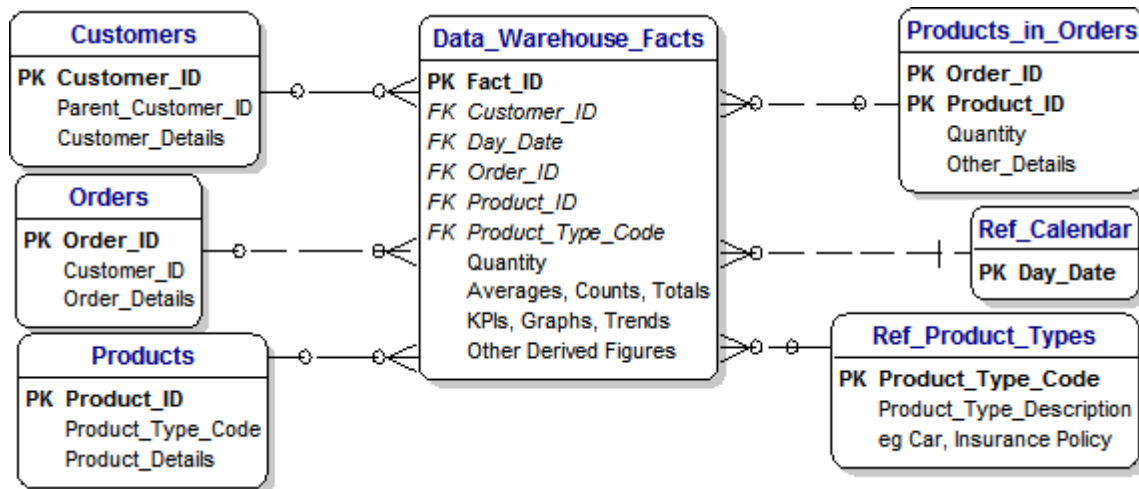 Customers
PK Customer_ID
Parent_Customer_ID
Customer_Details
Orders
PK Order_ID
Customer_ID
Order_Details
Products
PK Product_ID
Product_Type_Code
Product_Details
Data_Warehouse_Facts
PK Fact_ID
FK Customer_ID
FK Day_Date
FK Order_ID
FK Product_ID
FK Product_Type_Code
Quantity
Averages, Counts, Totals
KPIs, Graphs, Trends
Other Derived Figures
Products_in_Orders
PK Order_ID
PK Product_ID
Quantity
Other_Details
Ref_Calendar
PK Day_Date
Ref_Product_Types
PK Product_Type_Code
Product_Type_Description
eg Car, Insurance Policy